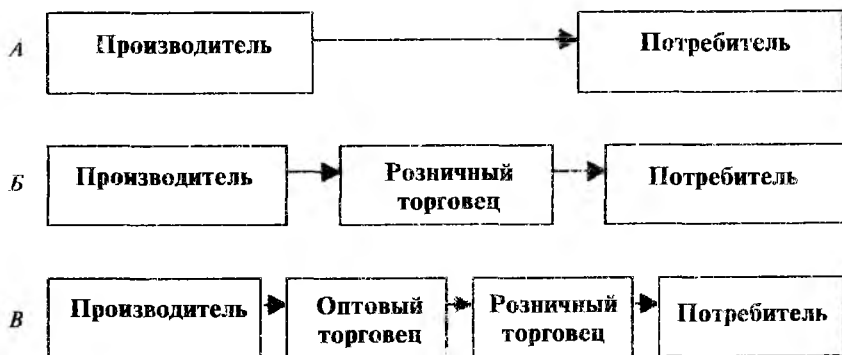 А Производитель Потребитель
Б Производитель Розничный Потребитель
торговец
В Производитель Оптовый Розничный Потребитель
торговец торговец